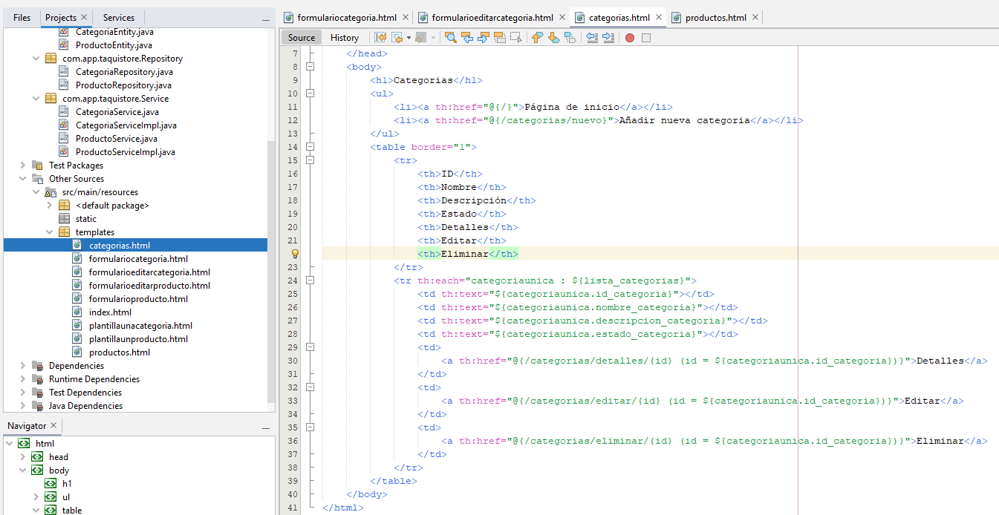 Files Projects Services
CategoriaEntity.java
ProductoEntity.java
com.app.taquistore.Repository
CategoriaRepository.java
ProductoRepository.java
com.app.taquistore.Service
CategoriaService.java
CategoriaServiceImpl.java
ProductoService.java
ProductoServiceImpl.java
Test Packages
Other Sources
src/main/resources
<default package>
static
templates
categorias.html
formulariocategoria.html
formularioeditarcategoria.html
formularioeditarproducto.html
formularioproducto.html
index.html
plantillaunacategoria.html
plantillaunproducto.html
productos.html
Dependencies
Runtime Dependencies
Test Dependencies
Java Dependencies
Navigator
html
head
body
h1
ul
table
formulariocategoria.html formularioeditarcategoria.html categorias.html productos.html
Source History
7 </head>
8 <body>
9 <h1>Categorias</h1>
10 <ul>
11 <li><a th:href="@{/}">Página de inicio</a></li>
12 <li><a th:href="@{/categorias/nuevo}">Añadir nueva categoria</a></li>
13 </ul>
14 <table border="1">
15 <tr>
16 <th>ID</th>
17 <th>Nombre</th>
18 <th>Descripción</th>
19 <th>Estado</th>
20 <th>Detalles</th>
21 <th>Editar</th>
<th>Eliminar</th>
23 </tr>
24 <tr th:each="categoriaunica : ${lista_categorias}">
25 <td th:text="${categoriaunica.id_categoria}"></td>
26 <td th:text="${categoriaunica.nombre_categoria}"></td>
27 <td th:text="${categoriaunica.descripcion_categoria}"></td>
28 <td th:text="${categoriaunica.estado_categoria}"></td>
29 <td>
30 <a th:href="@{/categorias/detalles/{id} (id = ${categoriaunica.id_categoria})}">Detalles</a>
31 </td>
32 <td>
33 <a th:href="@{/categorias/editar/{id} (id = ${categoriaunica.id_categoria})}">Editar</a>
34 </td>
35 <td>
36 <a th:href="@{/categorias/eliminar/{id} (id = ${categoriaunica.id_categoria})}">Eliminar</a>
37 </td>
38 </tr>
39 </table>
40 </body>
41 </html>